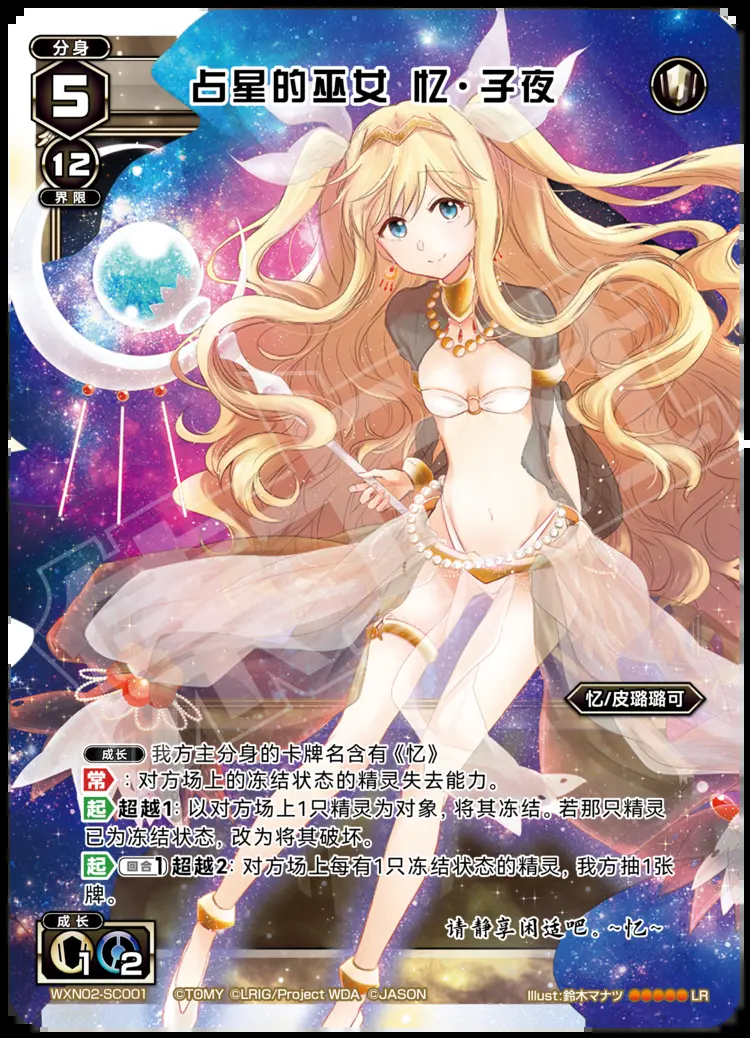 分身
5
占星的巫女 忆·子夜
12
界限
忆/皮璐璐可
成长 我方主分身的卡牌名含有《忆》
常：对方场上的冻结状态的精灵失去能力。
起 超越1：以对方场上1只精灵为对象，将其冻结。若那只精灵
已为冻结状态，改为将其破坏。
起 回合1 超越2：对方场上每有1只冻结状态的精灵，我方抽1张
牌。
请静享闲适吧。~忆~
成长
1 2
WXN02-SC001 ©TOMY ©LRIG/Project WDA ©JASON Illust:鈴木マナツ LR